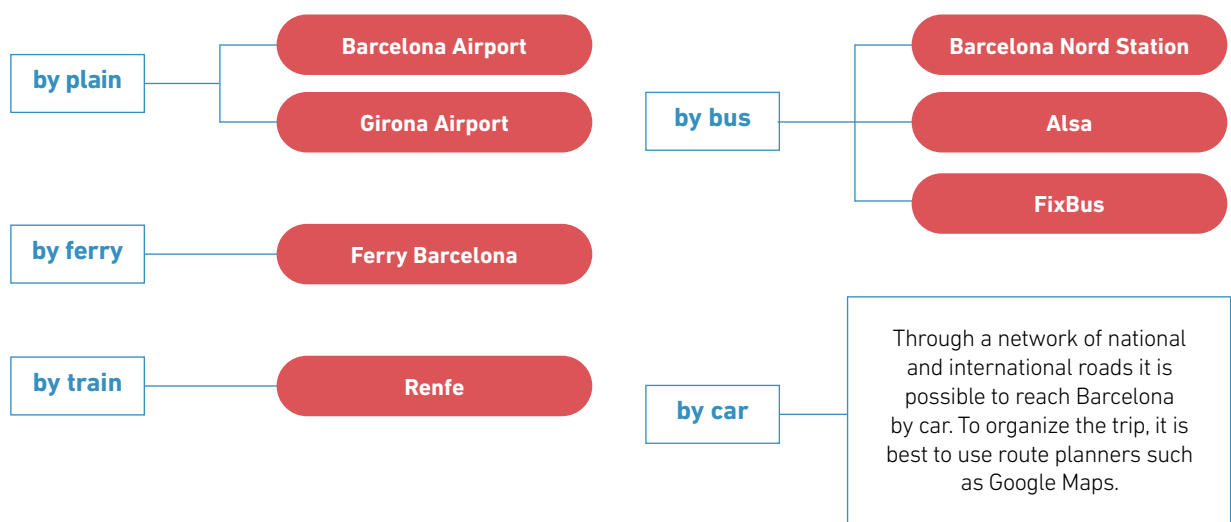 by plain
Barcelona Airport
Girona Airport
by ferry
Ferry Barcelona
by train
Renfe
by bus
Barcelona Nord Station
Alsa
FixBus
by car
Through a network of national
and international roads it is
possible to reach Barcelona
by car. To organize the trip, it is
best to use route planners such
as Google Maps.